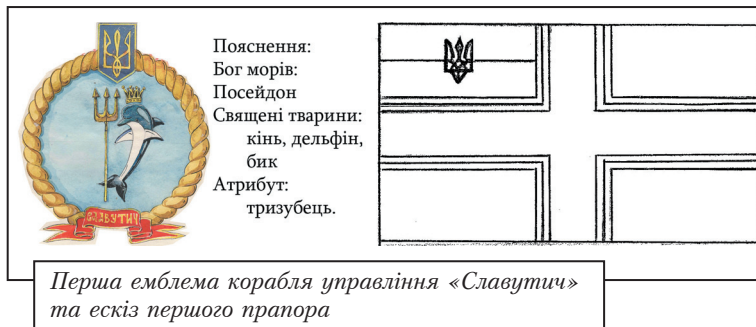 Пояснення:
Бог морів:
Посейдон
Священі тварини:
кінь, дельфін,
бик
Атрибут:
тризубець.
СЛАВУТИЧ
Перша емблема корабля управління «Славутич»
та ескіз першого прапора